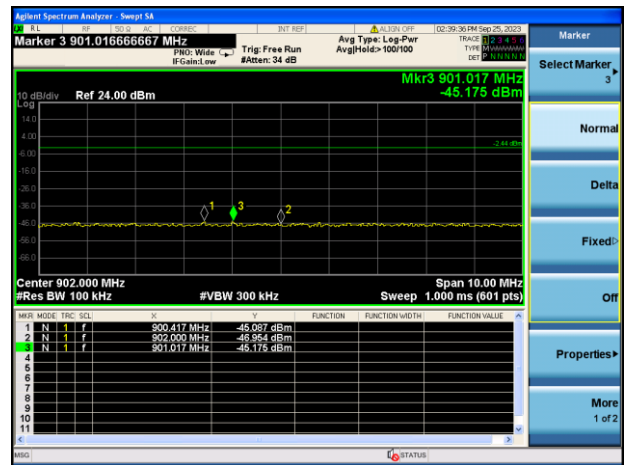 Agilent Spectrum Analyzer - Swept SA
RL RF 50 Ω AC CORREC INT REF ALIGN OFF 02:39:36 PM Sep 25, 2023
Marker 3 901.016666667 MHz
PNO: Wide
IFGain:Low
Trig: Free Run
#Atten: 34 dB
Avg Type: Log-Pwr
Avg|Hold:>100/100
TRACE 1 2 3 4 5 6
TYPE M
DET P N N N N N
Marker
Select Marker
3
Normal
Delta
Fixed
Off
Properties
More
1 of 2
Mkr3 901.017 MHz
-45.175 dBm
10 dB/div Ref 24.00 dBm
Log
14.0
4.00
-2.44 dBm
-6.00
-16.0
-26.0
-36.0
1 3 2
-46.0
-56.0
-66.0
Center 902.000 MHz Span 10.00 MHz
#Res BW 100 kHz #VBW 300 kHz Sweep 1.000 ms (601 pts)
MKR MODE TRC SCL X Y FUNCTION FUNCTION WIDTH FUNCTION VALUE
1 N 1 f 900.417 MHz -45.087 dBm
2 N 1 f 902.000 MHz -46.954 dBm
3 N 1 f 901.017 MHz -45.175 dBm
4
5
6
7
8
9
10
11
MSG STATUS